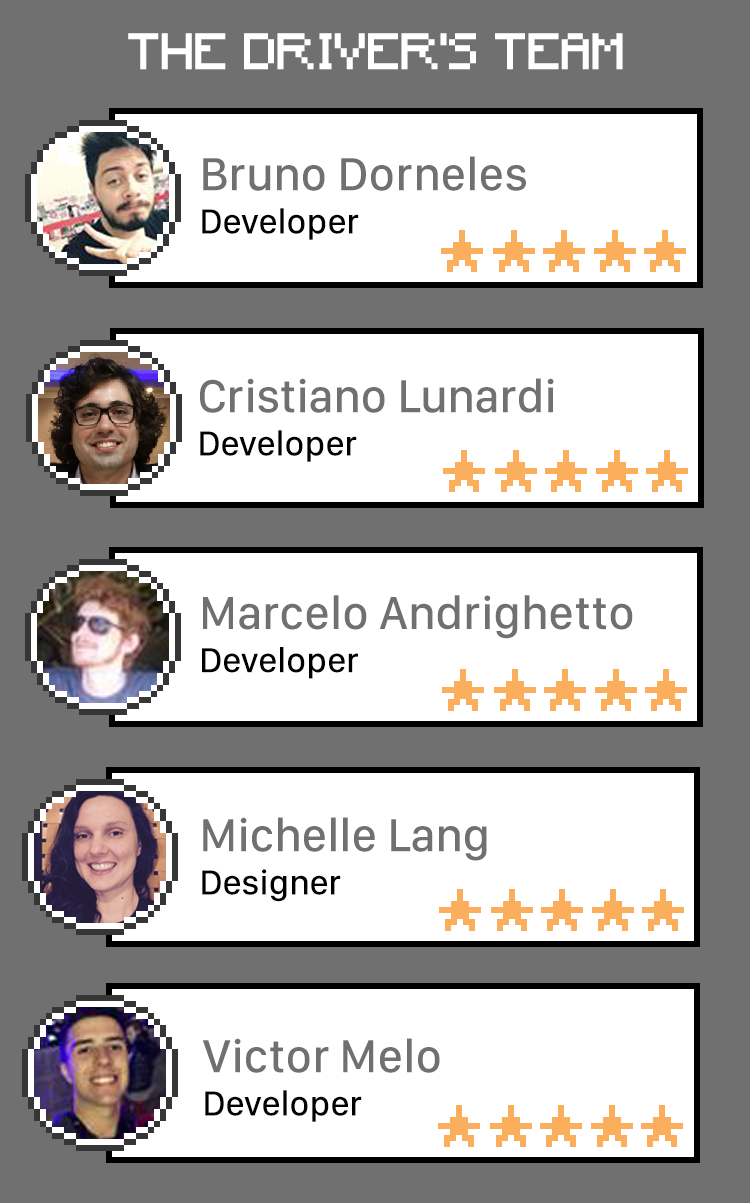 THE DRIVER'S TEAM
Bruno Dorneles
Developer
Cristiano Lunardi
Developer
Marcelo Andrighetto
Developer
Michelle Lang
Designer
Victor Melo
Developer